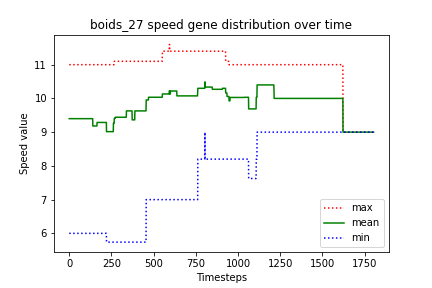 boids_27 speed gene distribution over time
Speed value
11
10
9
8
7
6
0
250
500
750
1000
1250
1500
1750
Timesteps
max
mean
min